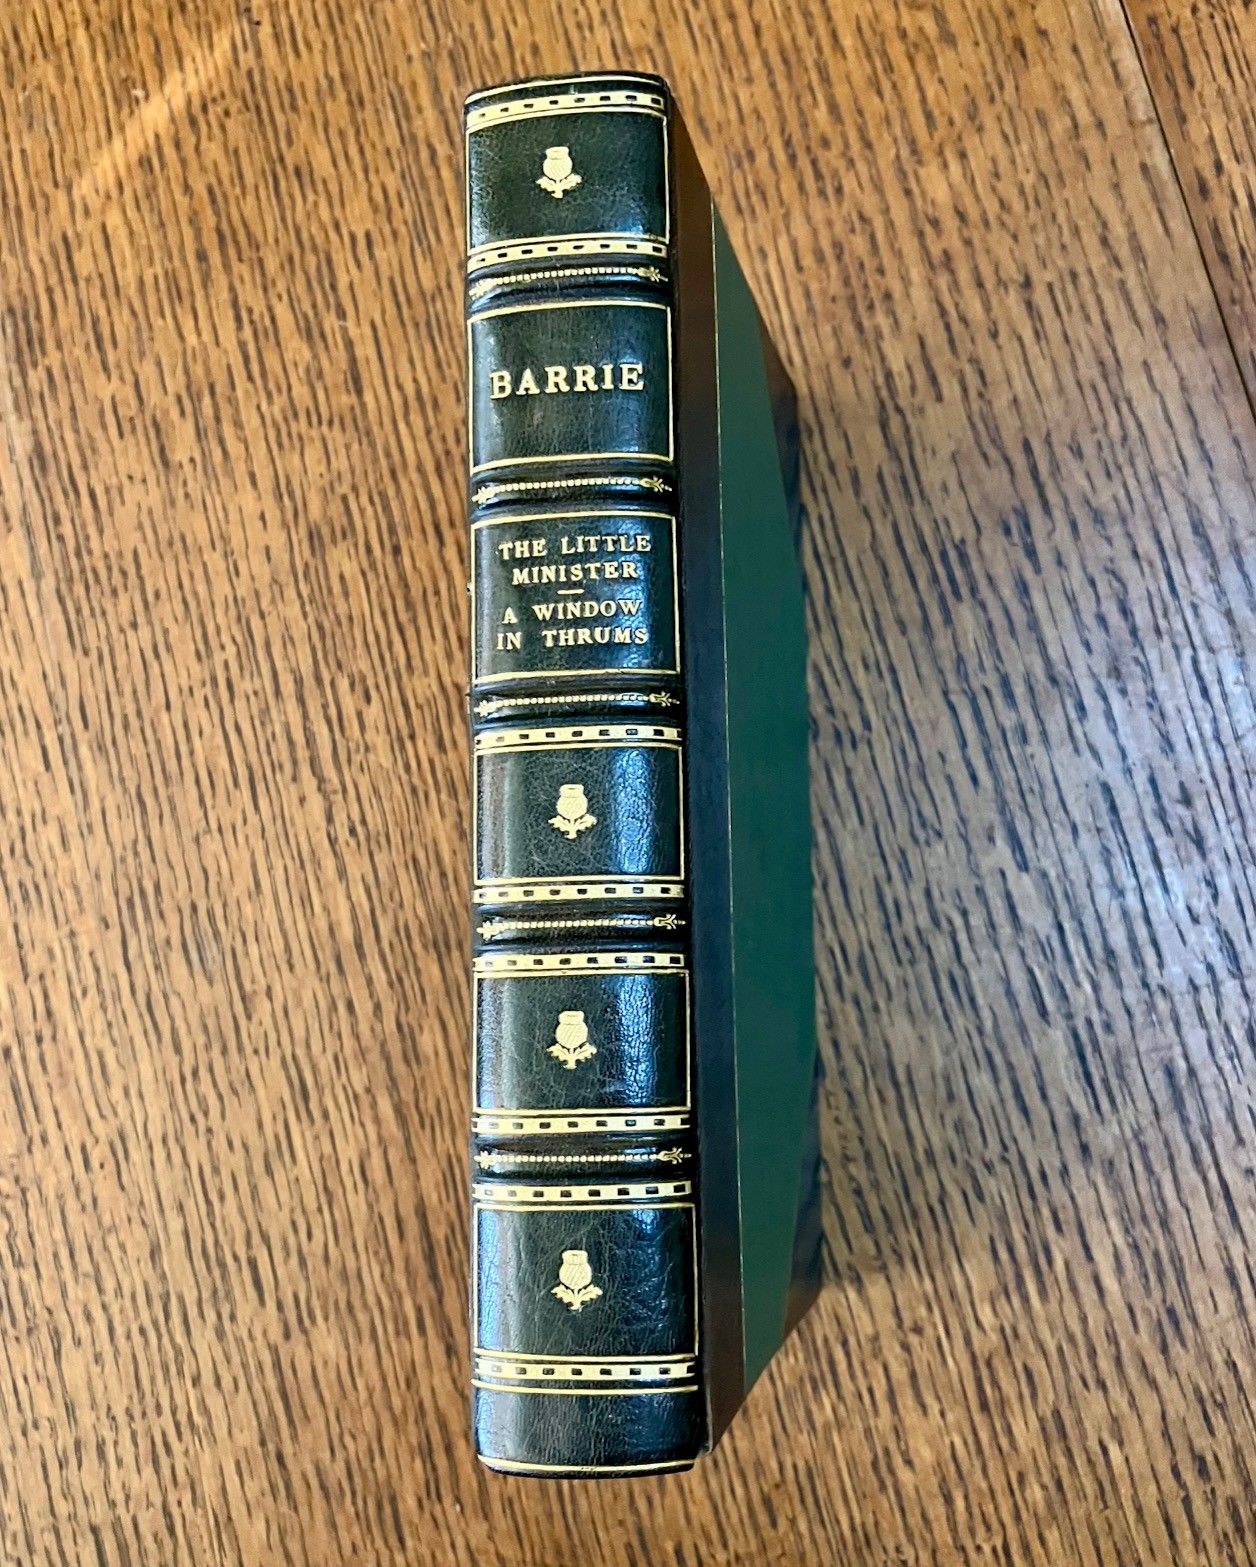 BARRIE
THE LITTLE
MINISTER
A WINDOW
IN THRUMS